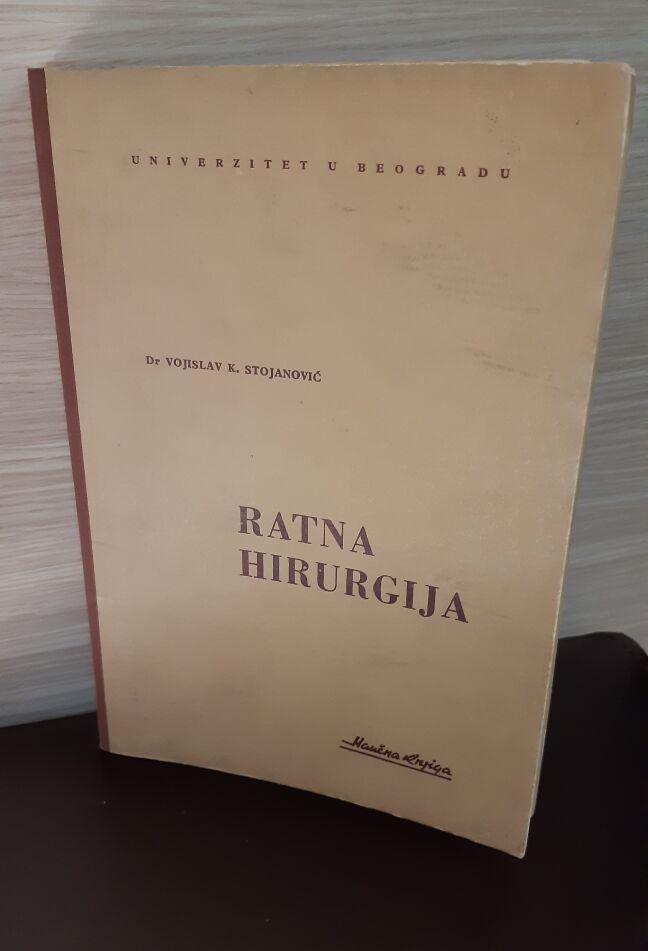 UNIVERZITET U BEOGRADU
Dr VOJISLAV K. STOJANOVIĆ
RATNA
HIRURGIJA
Naučna Knjiga